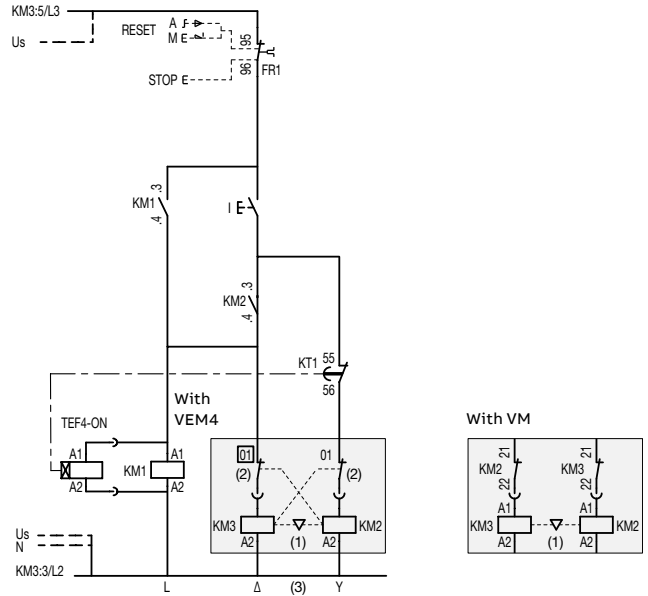 KM3:5/L3
Us
RESET
A
M
95
96
FR1
STOP E
KM1
.3
.4
I E
KM2
.3
.4
KT1
55
56
With
VEM4
TEF4-ON
A1
A2
KM1
A1
A2
01
(2)
01
(2)
KM3
A2
(1)
KM2
A2
With VM
KM2
21
22
KM3
21
22
A1
A1
KM3
KM2
(1)
A2
A2
Us
N
KM3:3/L2
L
Δ
(3)
Y